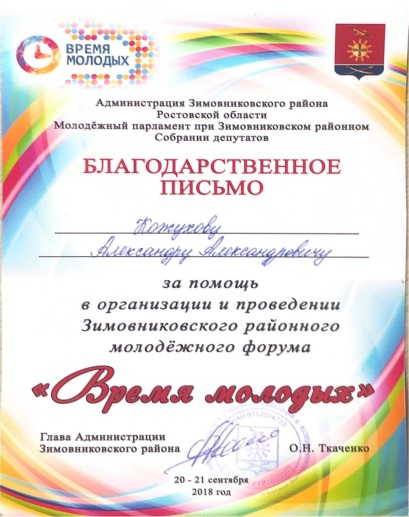 ВРЕМЯ
МОЛОДЫХ
Администрация Зимовниковского района
Ростовской области
Молодёжный парламент при Зимовниковском районном
Собрании депутатов
БЛАГОДАРСТВЕННОЕ
ПИСЬМО
Кожухову
Александру Александровичу
за помощь
в организации и проведении
Зимовниковского районного
молодёжного форума
«Время молодых»
Глава Администрации
Зимовниковского района
О.Н. Ткаченко
20 - 21 сентября
2018 год